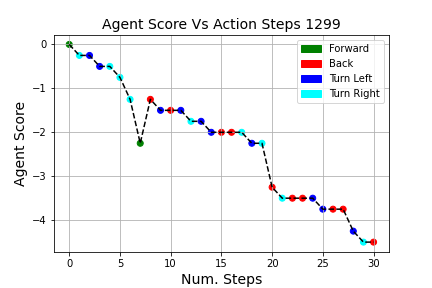 Agent Score Vs Action Steps 1299
Forward
Back
Turn Left
Turn Right
Agent Score
0
−1
−2
−3
−4
0 5 10 15 20 25 30
Num. Steps